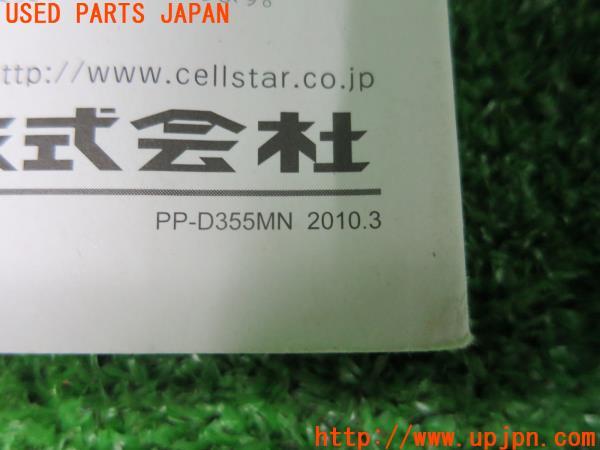 USED PARTS JAPAN
http://www.cellstar.co.jp
式会社
PP-D355MN 2010.3
http://www.upjpn.com/